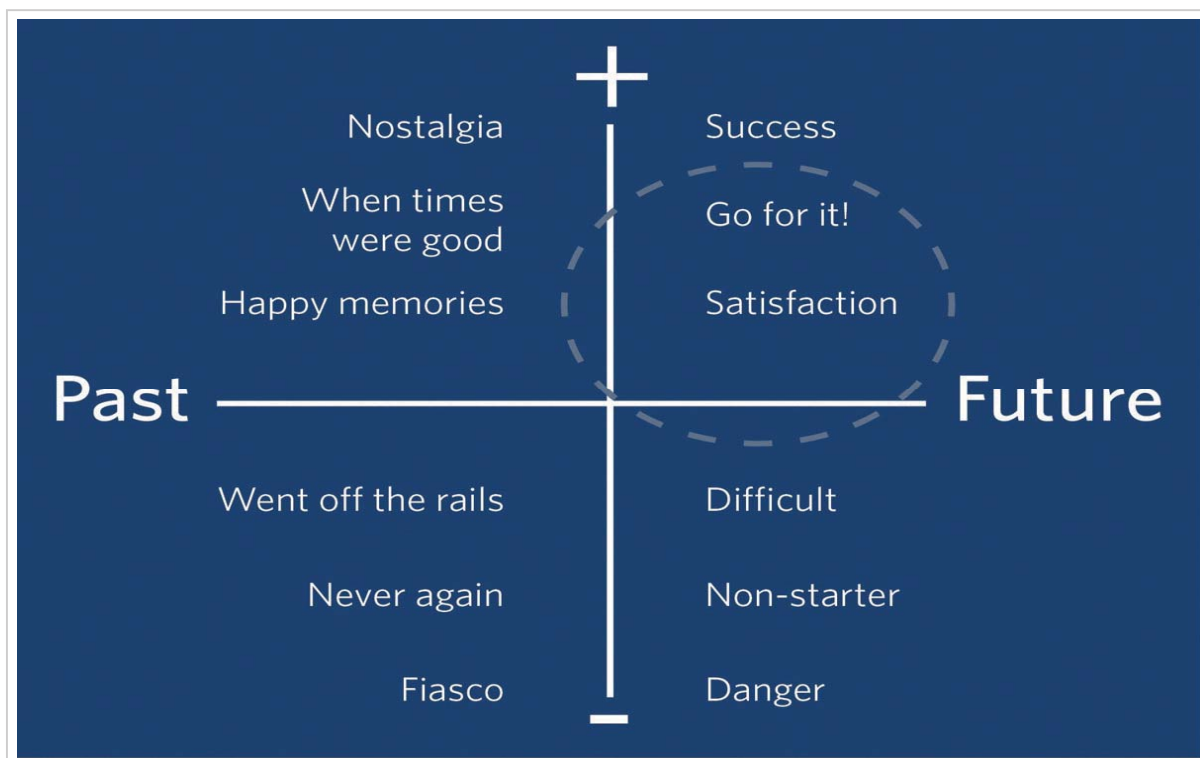 +
Nostalgia
Success
When times
were good
Go for it!
Happy memories
Satisfaction
Past
Future
Went off the rails
Difficult
Never again
Non-starter
Fiasco
Danger
-